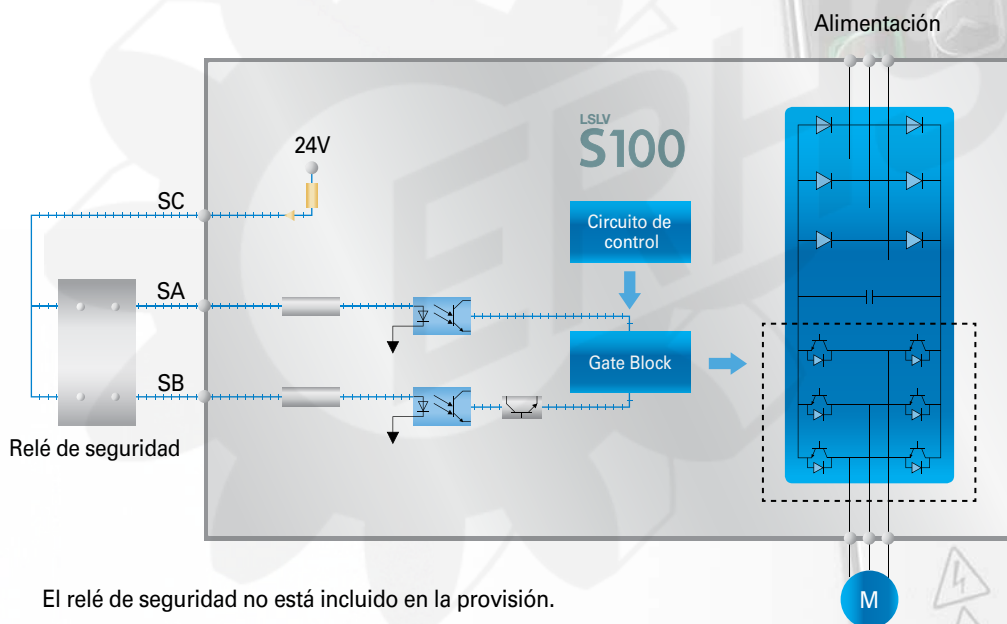 Alimentación
LSLV
S100
24V
SC
Circuito de
control
SA
Gate Block
SB
Relé de seguridad
El relé de seguridad no está incluido en la provisión.
M